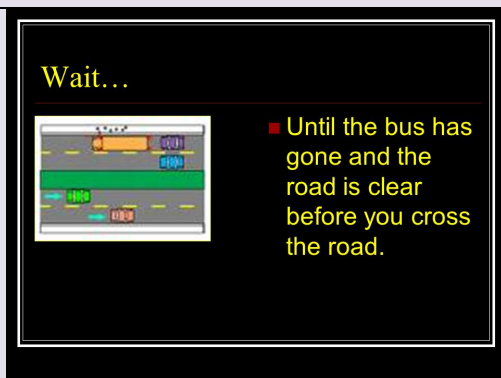 Wait…
Until the bus has
gone and the
road is clear
before you cross
the road.